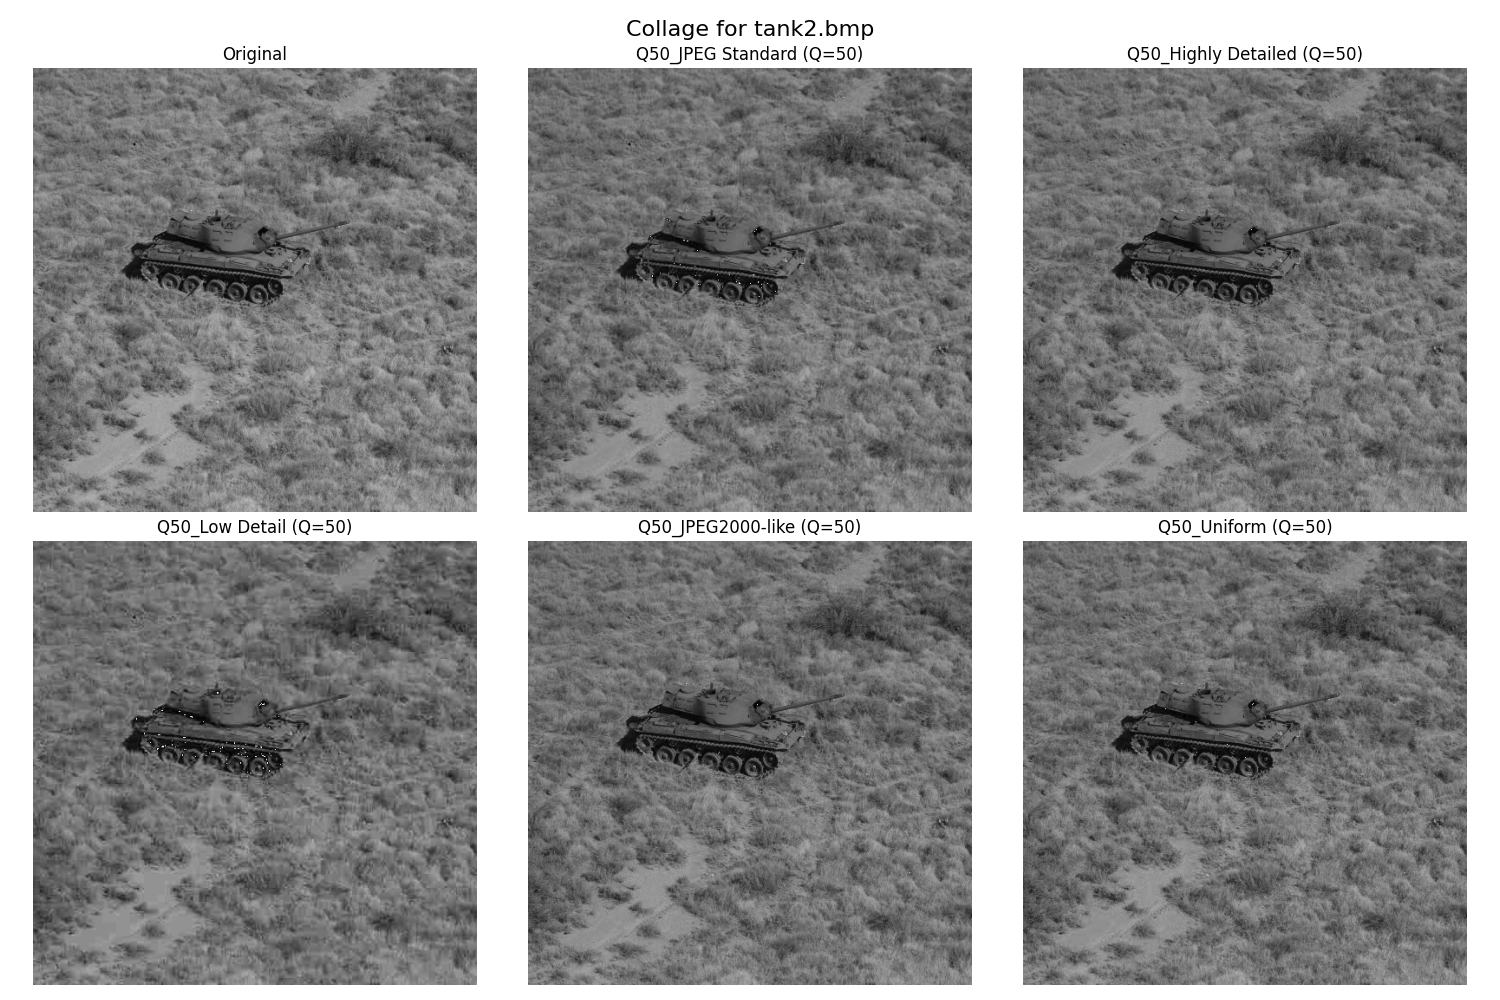 Collage for tank2.bmp
Original
Q50_JPEG Standard (Q=50)
Q50_Highly Detailed (Q=50)
Q50_Low Detail (Q=50)
Q50_JPEG2000-like (Q=50)
Q50_Uniform (Q=50)